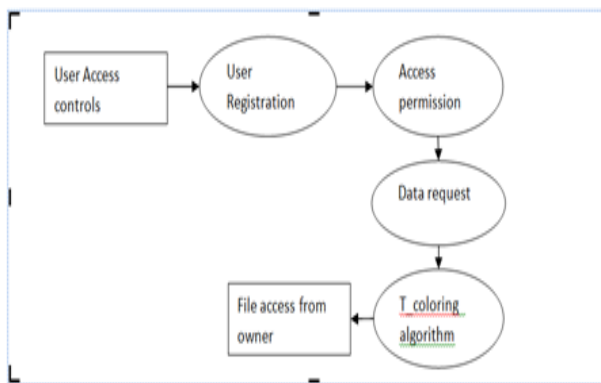 User Access
controls
User
Registration
Access
permission
Data request
T_coloring
algorithm
File access from
owner